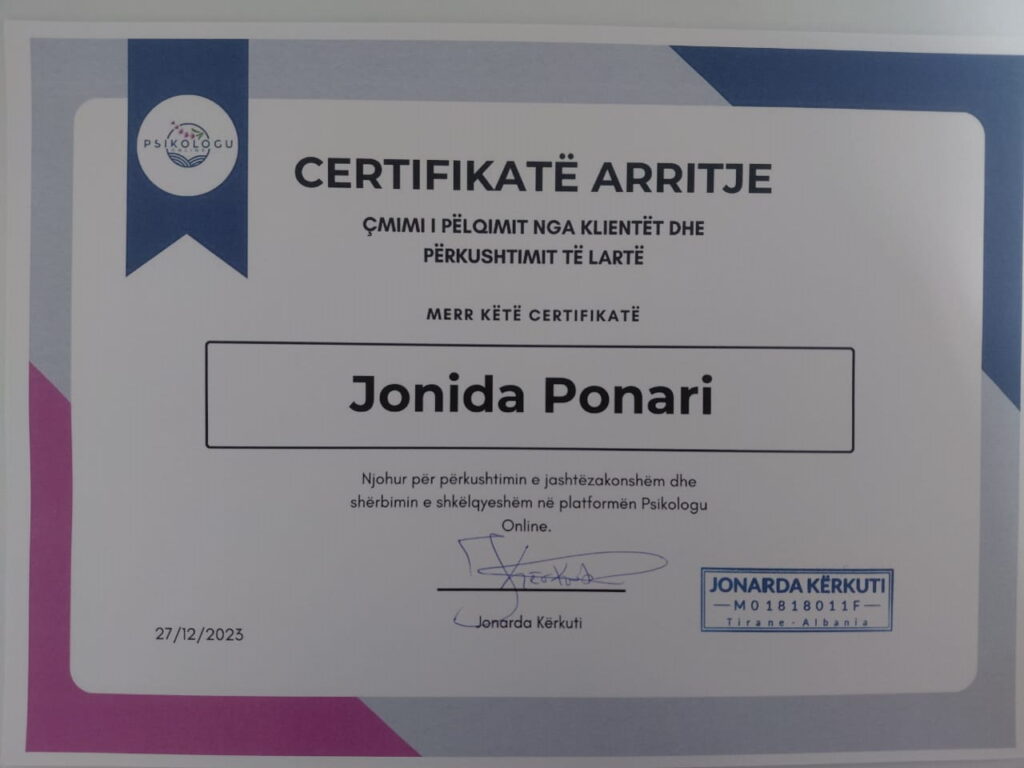 PSIKOLOGU
ONLINE
CERTIFIKATË ARRITJE
ÇMIMI I PËLQIMIT NGA KLIENTËT DHE
PËRKUSHTIMIT TË LARTË
MERR KËTË CERTIFIKATË
Jonida Ponari
Njohur për përkushtimin e jashtëzakonshëm dhe
shërbimin e shkëlqyeshëm në platformën Psikologu
Online.
Jonarda Kërkuti
JONARDA KËRKUTI
—M01818011F—
Tirane - Albania
27/12/2023